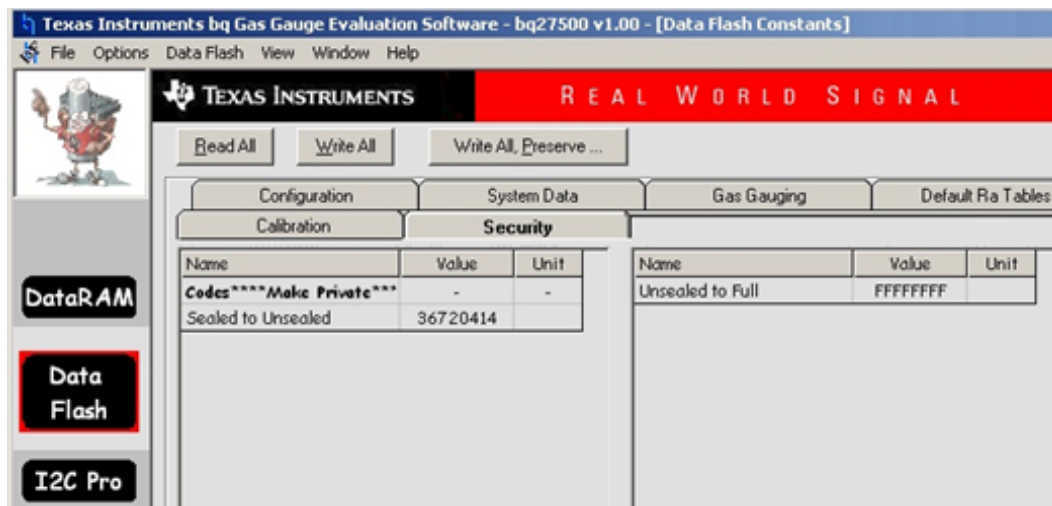 Texas Instruments bq Gas Gauge Evaluation Software - bq27500 v1.00 - [Data Flash Constants]
File Options Data Flash View Window Help
TEXAS INSTRUMENTS REAL WORLD SIGNAL
Read All Write All Write All, Preserve ...
Configuration System Data Gas Gauging Default Ra Tables
Calibration Security
Name Value Unit Name Value Unit
Codes****Make Private*** - - Unsealed to Full FFFFFFFF
Sealed to Unsealed 36720414
DataRAM
Data
Flash
I2C Pro